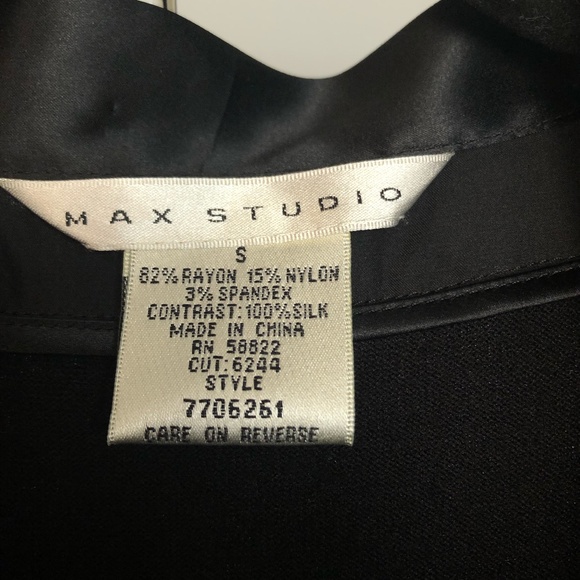 MAX STUDIO
S
82% RAYON 15% NYLON
3% SPANDEX
CONTRAST: 100% SILK
MADE IN CHINA
RN 58822
CUT: 6244
STYLE
7706261
CARE ON REVERSE